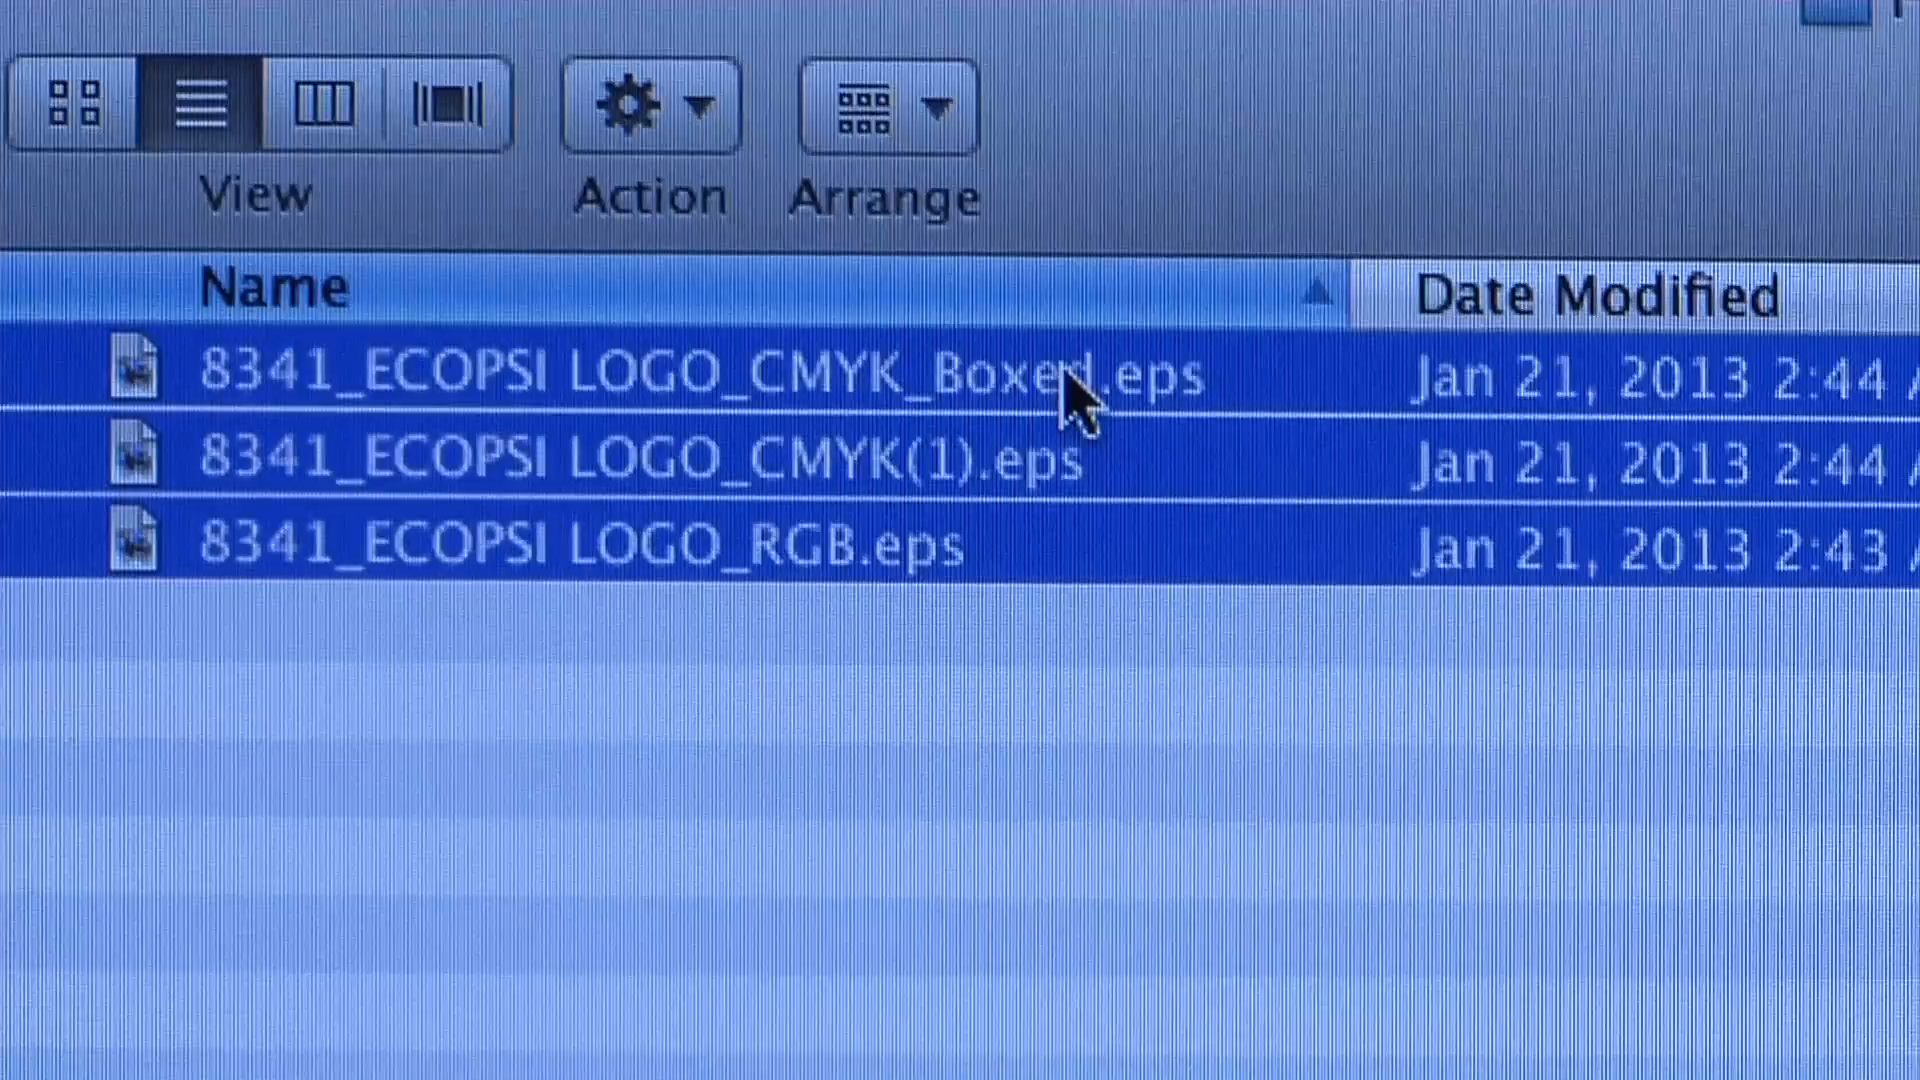 View Action Arrange
Name Date Modified
8341_ECOPSI LOGO_CMYK_Boxed.eps Jan 21, 2013 2:44
8341_ECOPSI LOGO_CMYK(1).eps Jan 21, 2013 2:44
8341_ECOPSI LOGO_RGB.eps Jan 21, 2013 2:43